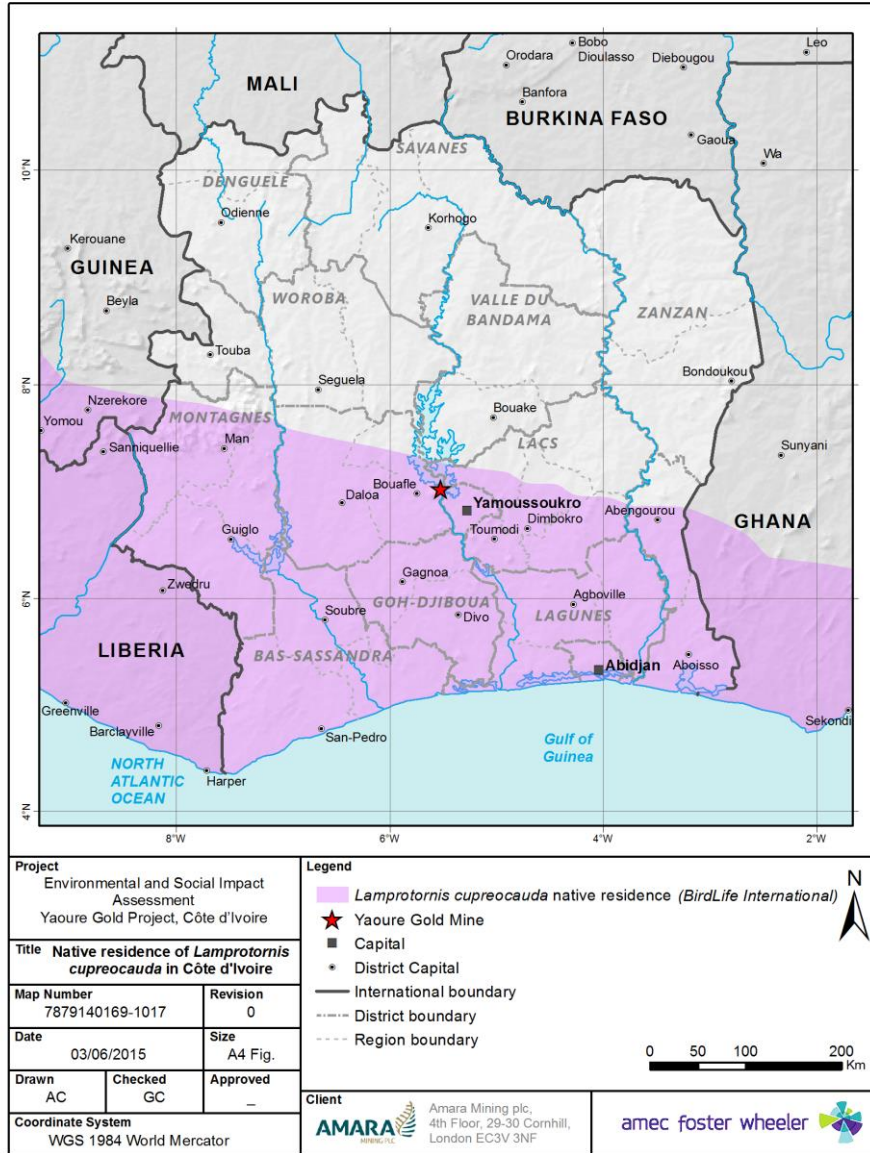 Leo
Bobo
Dioulasso
Orodara
Diebougou
MALI
Banfora
BURKINA FASO
Gaoua
Wa
SAVANES
10°N
DENGUELE
Odienne
Korhogo
Kerouane
GUINEA
Beyla
WOROBA
VALLE DU
BANDAMA
ZANZAN
Touba
Seguela
Bondoukou
8°N
Nzerekore
Yomou
MONTAGNES
Sanniquellie
Man
Bouake
LACS
Sunyani
Bouafle
Daloa
Yamoussoukro
Abengourou
Dimbokro
Toumodi
GHANA
Guiglo
Gagnoa
Zwedru
6°N
GOH-DJIBOUA
Agboville
Soubre
Divo
LAGUNES
LIBERIA
BAS-SASSANDRA
Abidjan
Aboisso
Greenville
Barclayville
San-Pedro
Sekondi
Gulf of
Guinea
NORTH
ATLANTIC
OCEAN
Harper
4°N
8°W
6°W
4°W
2°W
Project
Environmental and Social Impact
Assessment
Yaoure Gold Project, Côte d'Ivoire
Title Native residence of Lamprotornis
cupreocauda in Côte d'Ivoire
Map Number
7879140169-1017
Revision
0
Date
03/06/2015
Size
A4 Fig.
Drawn
AC
Checked
GC
Approved
_
Coordinate System
WGS 1984 World Mercator
Legend
Lamprotornis cupreocauda native residence (BirdLife International)
Yaoure Gold Mine
Capital
District Capital
International boundary
District boundary
Region boundary
N
0 50 100 200
Km
Client
AMARA
MINING PLC
Amara Mining plc,
4th Floor, 29-30 Cornhill,
London EC3V 3NF
amec foster wheeler